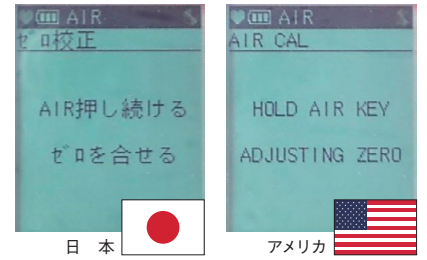 AIR
ゼロ校正
AIR押し続ける
ゼロを合せる
日 本
AIR
AIR CAL
HOLD AIR KEY
ADJUSTING ZERO
アメリカ